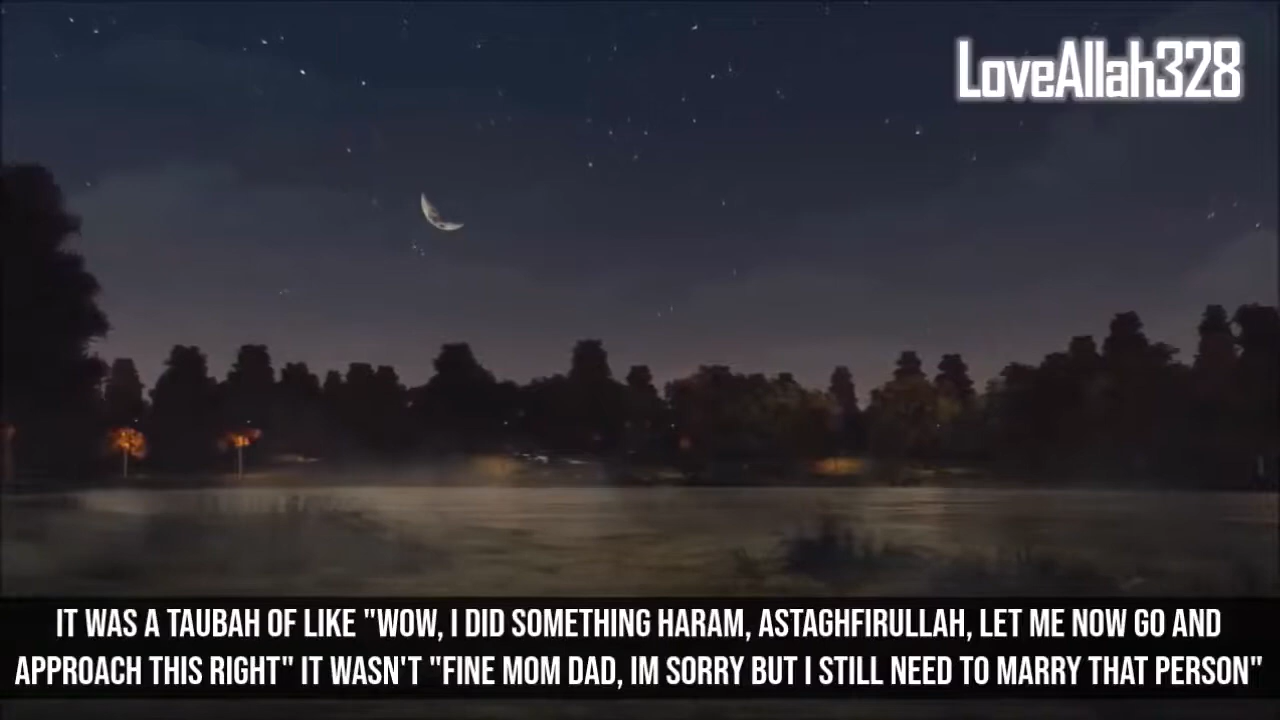 LoveAllah328
IT WAS A TAUBAH OF LIKE "WOW, I DID SOMETHING HARAM, ASTAGHFIRULLAH, LET ME NOW GO AND
APPROACH THIS RIGHT" IT WASN'T "FINE MOM DAD, IM SORRY BUT I STILL NEED TO MARRY THAT PERSON"